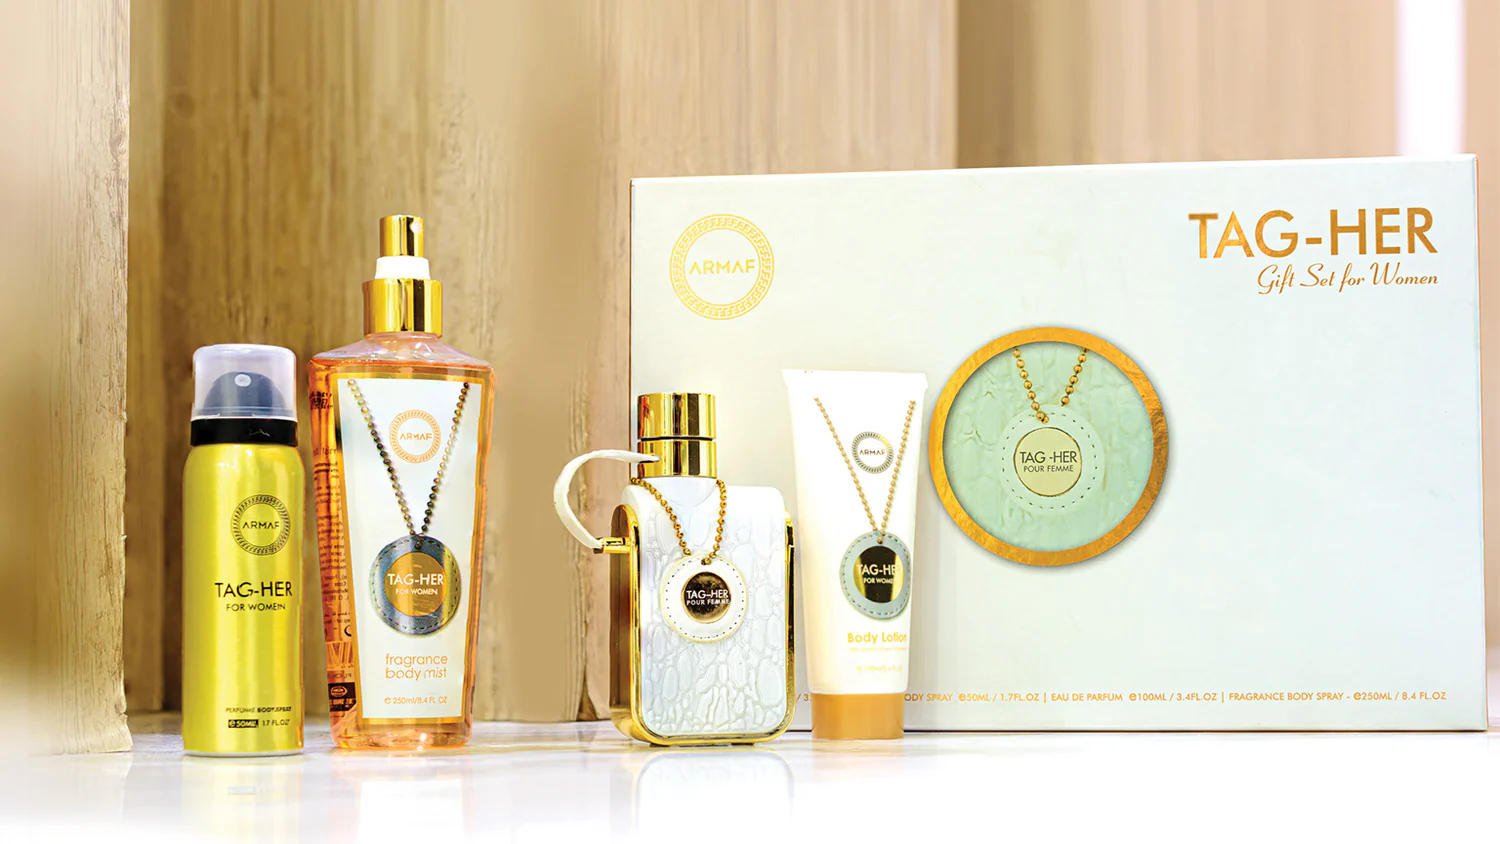 ARMAF
TAG-HER
FOR WOMEN
PERFUME BODY SPRAY
℮ 50ML 1.7 FL.OZ
ARMAF
TAG-HER
FOR WOMEN
fragrance
body mist
℮ 250ml/8.4 FL OZ
TAG-HER
POUR FEMME
ARMAF
TAG-HER
FOR WOMEN
Body Lotion
ARMAF
TAG-HER
Gift Set for Women
TAG -HER
POUR FEMME
ODY SPRAY ℮50ML / 1.7FL.OZ | EAU DE PARFUM ℮100ML / 3.4FL.OZ | FRAGRANCE BODY SPRAY - ℮250ML / 8.4 FL.OZ